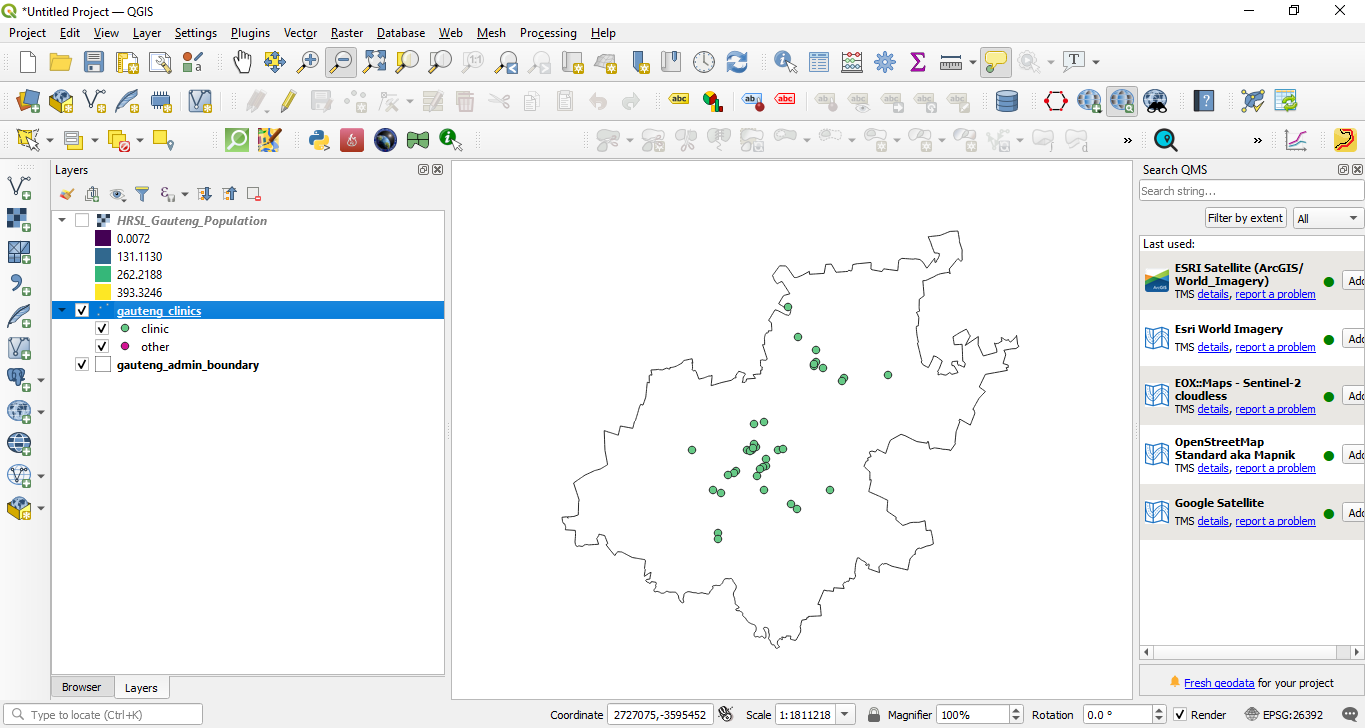 *Untitled Project — QGIS
Project Edit View Layer Settings Plugins Vector Raster Database Web Mesh Processing Help
Layers
HRSL_Gauteng_Population
0.0072
131.1130
262.2188
393.3246
gauteng_clinics
clinic
other
gauteng_admin_boundary
Browser Layers
Search QMS
Search string...
Filter by extent All
Last used:
ESRI Satellite (ArcGIS/
World_Imagery)
TMS details, report a problem
Esri World Imagery
TMS details, report a problem
EOX::Maps - Sentinel-2
cloudless
TMS details, report a problem
OpenStreetMap
Standard aka Mapnik
TMS details, report a problem
Google Satellite
TMS details, report a problem
Fresh geodata for your project
Type to locate (Ctrl+K) Coordinate 2727075,-3595452 Scale 1:1811218 Magnifier 100% Rotation 0.0 ° Render EPSG:26392